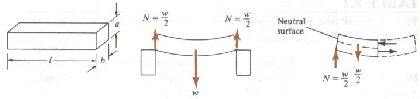 a
l
b
N = w/2
N = w/2
w
Neutral
surface
N = w/2
w/2